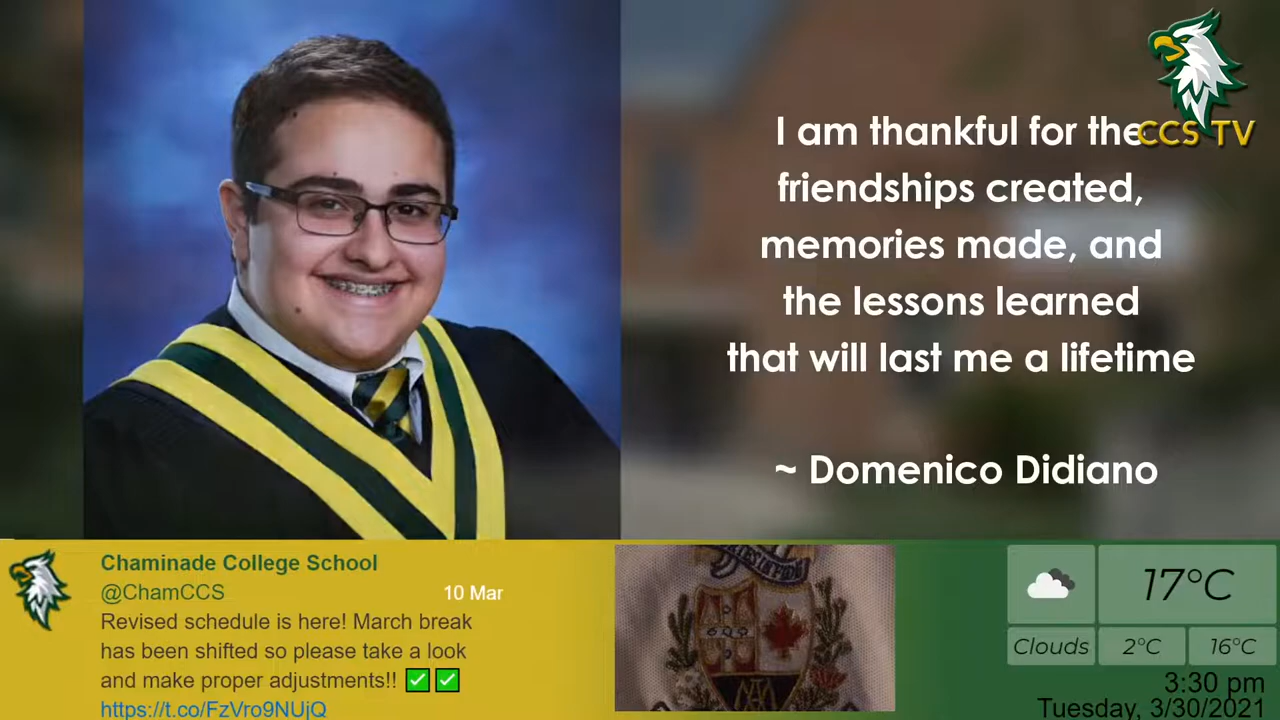 I am thankful for the
friendships created,
memories made, and
the lessons learned
that will last me a lifetime
~ Domenico Didiano
CCS TV
Chaminade College School
@ChamCCS
10 Mar
Revised schedule is here! March break
has been shifted so please take a look
and make proper adjustments!! ✅✅
https://t.co/FzVro9NUjQ
17°C
Clouds
2°C
16°C
3:30 pm
Tuesday, 3/30/2021